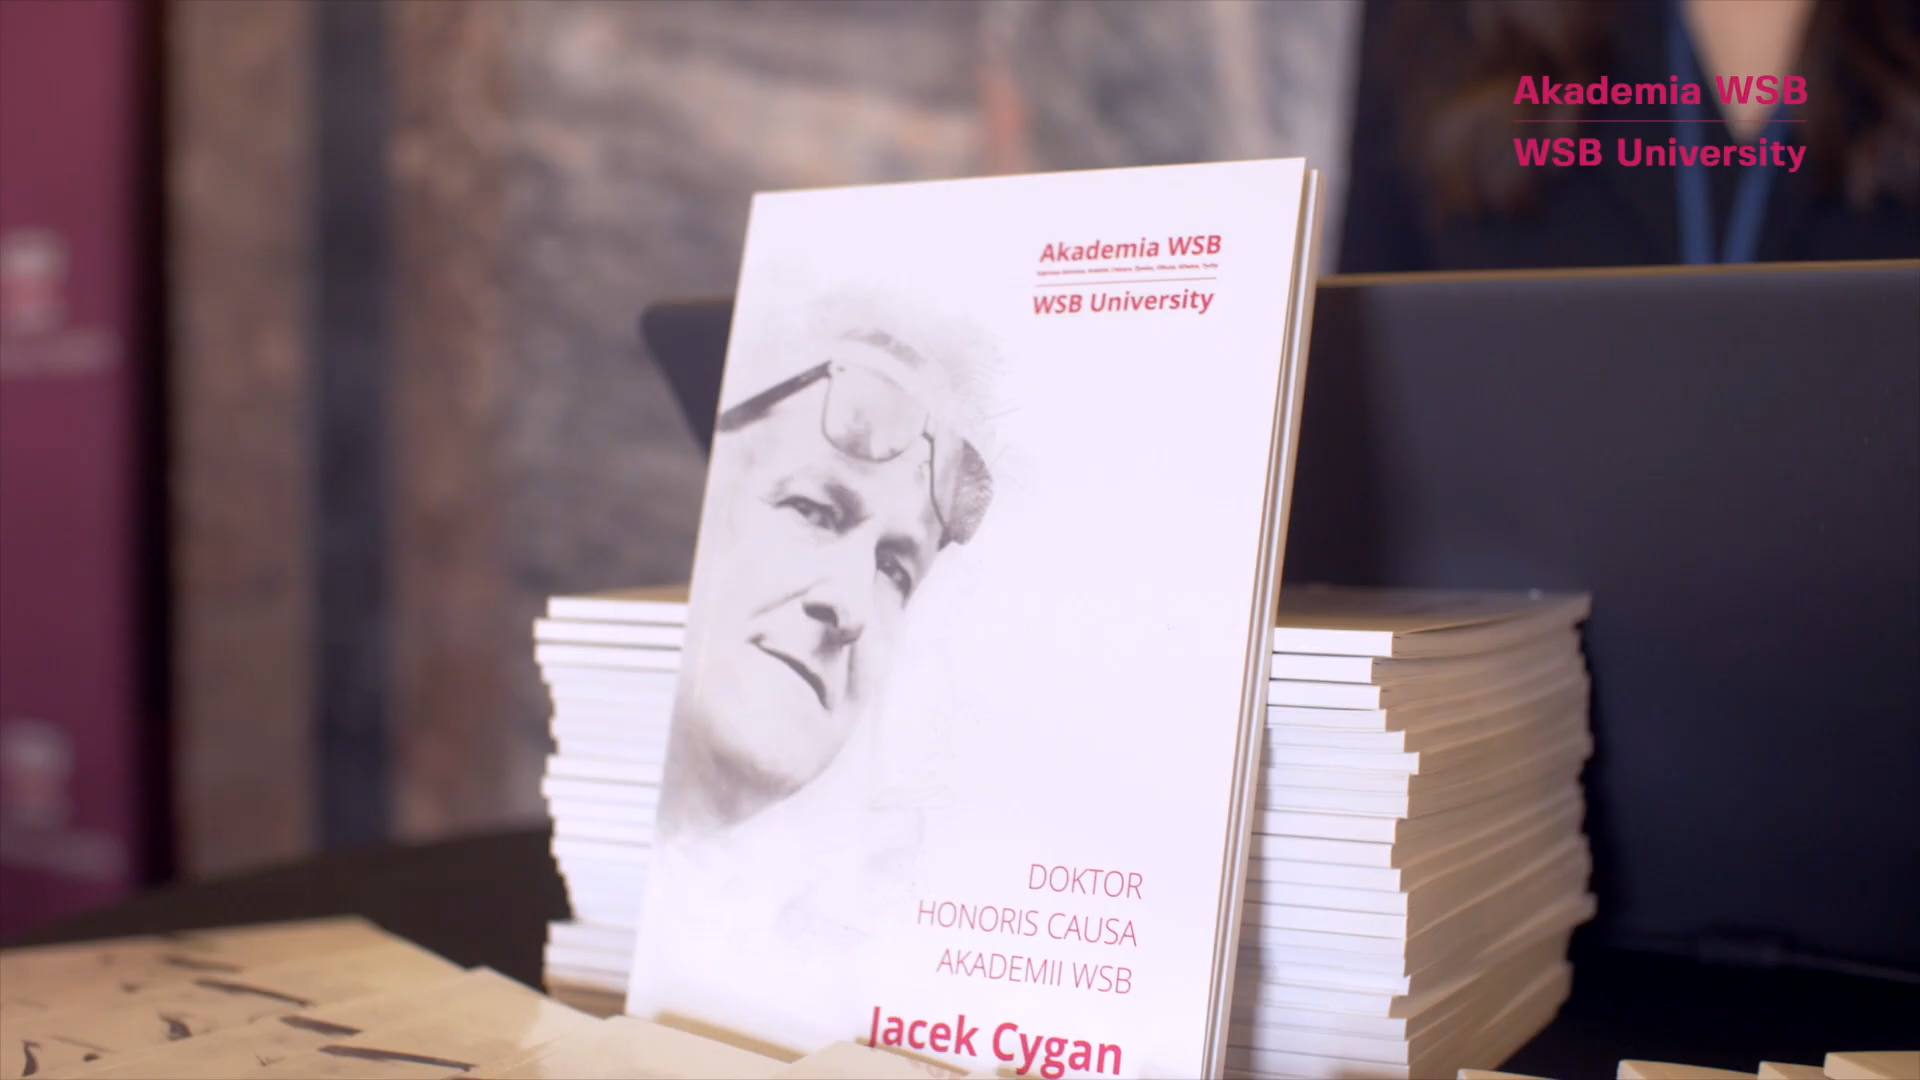 Akademia WSB
WSB University
Akademia WSB
WSB University
DOKTOR
HONORIS CAUSA
AKADEMII WSB
Jacek Cygan